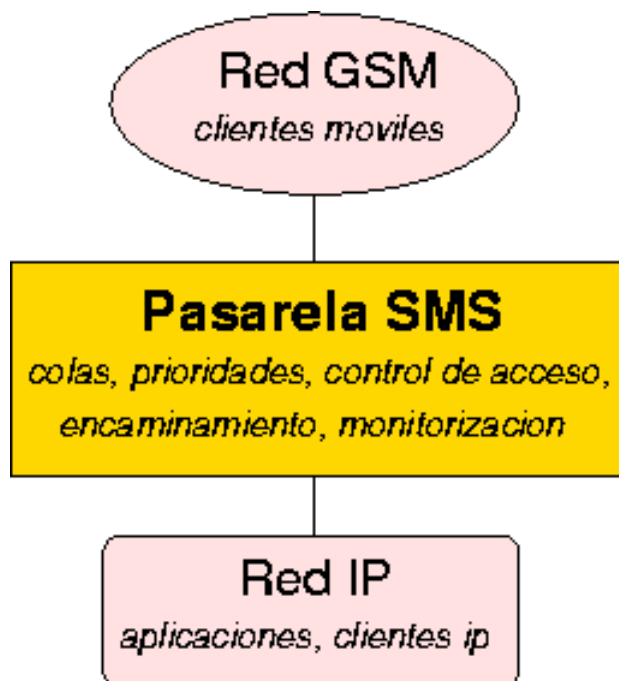 Red GSM
clientes moviles
Pasarela SMS
colas, prioridades, control de acceso,
encaminamiento, monitorizacion
Red IP
aplicaciones, clientes ip